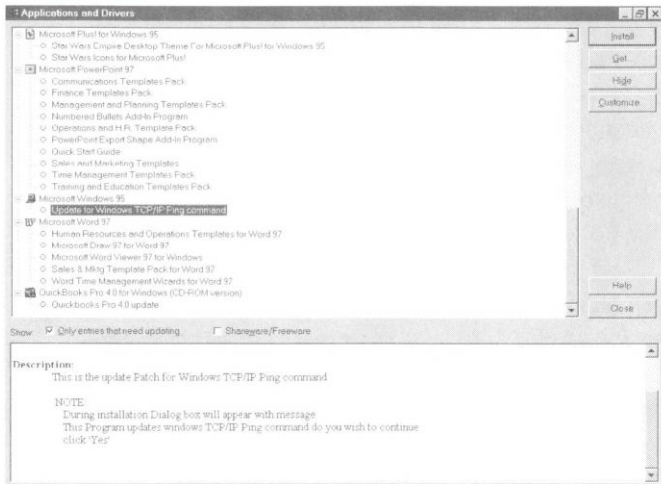 Applications and Drivers
Microsoft Plus! for Windows 95
Star Wars Empire Desktop Theme For Microsoft Plus! for Windows 95
Star Wars Icons for Microsoft Plus!
Microsoft PowerPoint 97
Communications Templates Pack
Finance Templates Pack
Management and Planning Templates Pack
Numbered Bullets Add-In Program
Operations and H.R. Template Pack
PowerPoint Export Shape Add-In Program
Quick Start Guide
Sales and Marketing Templates
Time Management Templates Pack
Training and Education Templates Pack
Microsoft Windows 95
Update for Windows TCP/IP Ping command
Microsoft Word 97
Human Resources and Operations Templates for Word 97
Microsoft Draw 97 for Word 97
Microsoft Word Viewer 97 for Windows
Sales & Mktg Template Pack for Word 97
Word Time Management Wizards for Word 97
QuickBooks Pro 4.0 for Windows (CD-ROM version)
Quickbooks Pro 4.0 update
Install
Get...
Hide
Customize...
Help
Close
Show: Only entries that need updating Shareware/Freeware
Description:
This is the update Patch for Windows TCP/IP Ping command
NOTE
During installation Dialog box will appear with message
This Program updates windows TCP/IP Ping command do you wish to continue
click 'Yes'